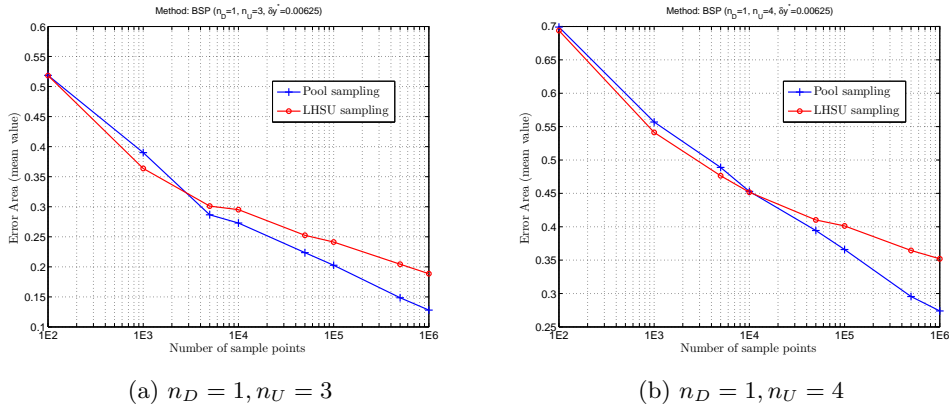 Method: BSP (n_D=1, n_U=3, δy*=0.00625)
0.6
0.55
0.5
0.45
0.4
0.35
0.3
0.25
0.2
0.15
0.1
Error Area (mean value)
Pool sampling
LHSU sampling
1E2 1E3 1E4 1E5 1E6
Number of sample points
(a) n_D = 1, n_U = 3
Method: BSP (n_D=1, n_U=4, δy*=0.00625)
0.7
0.65
0.6
0.55
0.5
0.45
0.4
0.35
0.3
0.25
Error Area (mean value)
Pool sampling
LHSU sampling
1E2 1E3 1E4 1E5 1E6
Number of sample points
(b) n_D = 1, n_U = 4